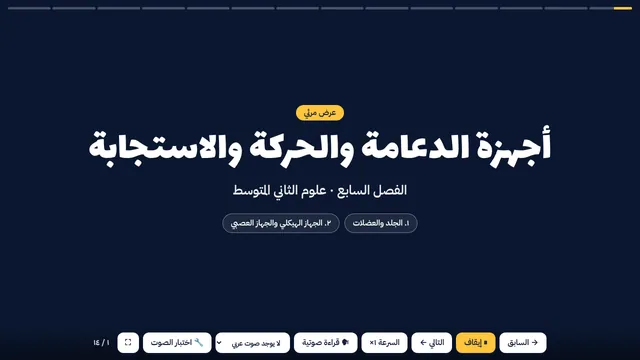 عرض مرئي
أجهزة الدعامة والحركة والاستجابة
الفصل السابع · علوم الثاني المتوسط
١. الجلد والعضلات
٢. الجهاز الهيكلي والجهاز العصبي
→ السابق
إيقاف
التالي ←
السرعة ١×
قراءة صوتية
لا يوجد صوت عربي
اختبار الصوت
١ / ١٤